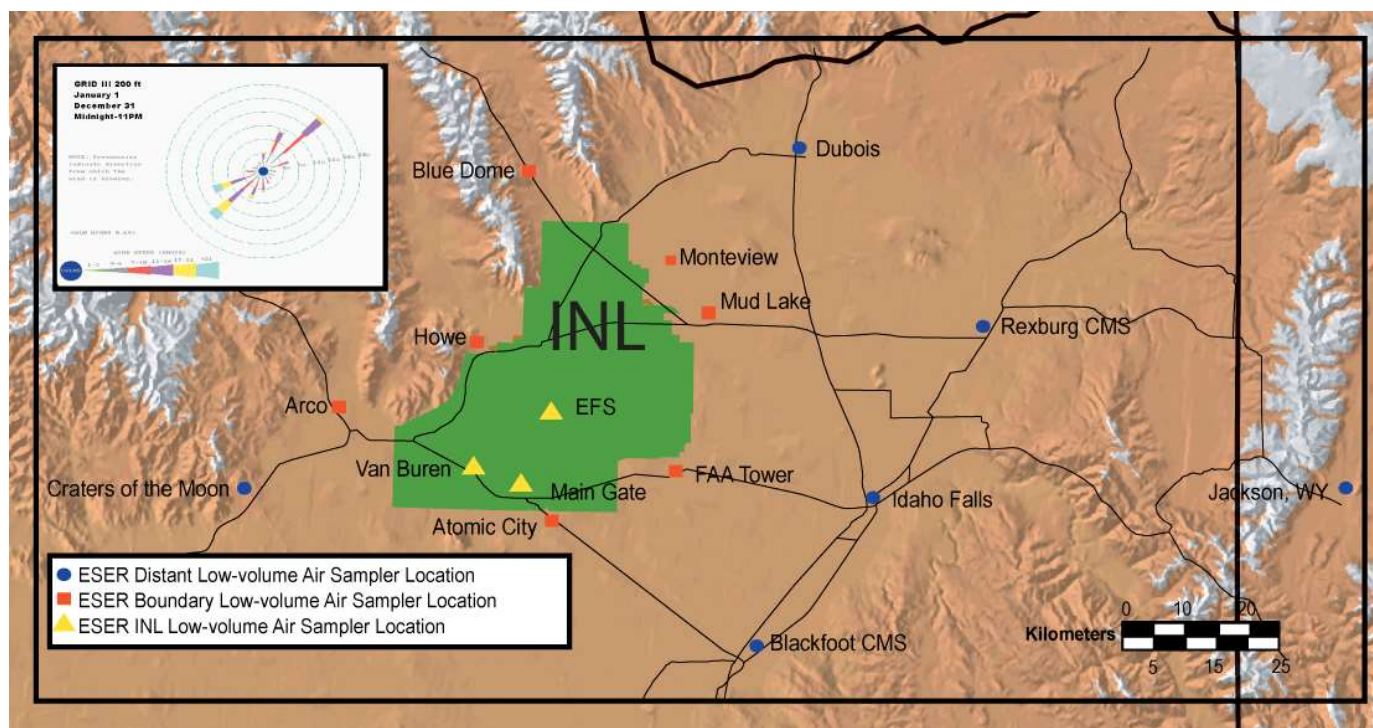 GRID III 200 ft
January 1
December 31
Midnight-11PM
Dubois
Blue Dome
Monteview
Mud Lake
INL
Rexburg CMS
Howe
Arco
EFS
Van Buren
FAA Tower
Craters of the Moon
Main Gate
Idaho Falls
Jackson, WY
Atomic City
ESER Distant Low-volume Air Sampler Location
ESER Boundary Low-volume Air Sampler Location
ESER INL Low-volume Air Sampler Location
Blackfoot CMS
0 10 20
Kilometers
5 15 25